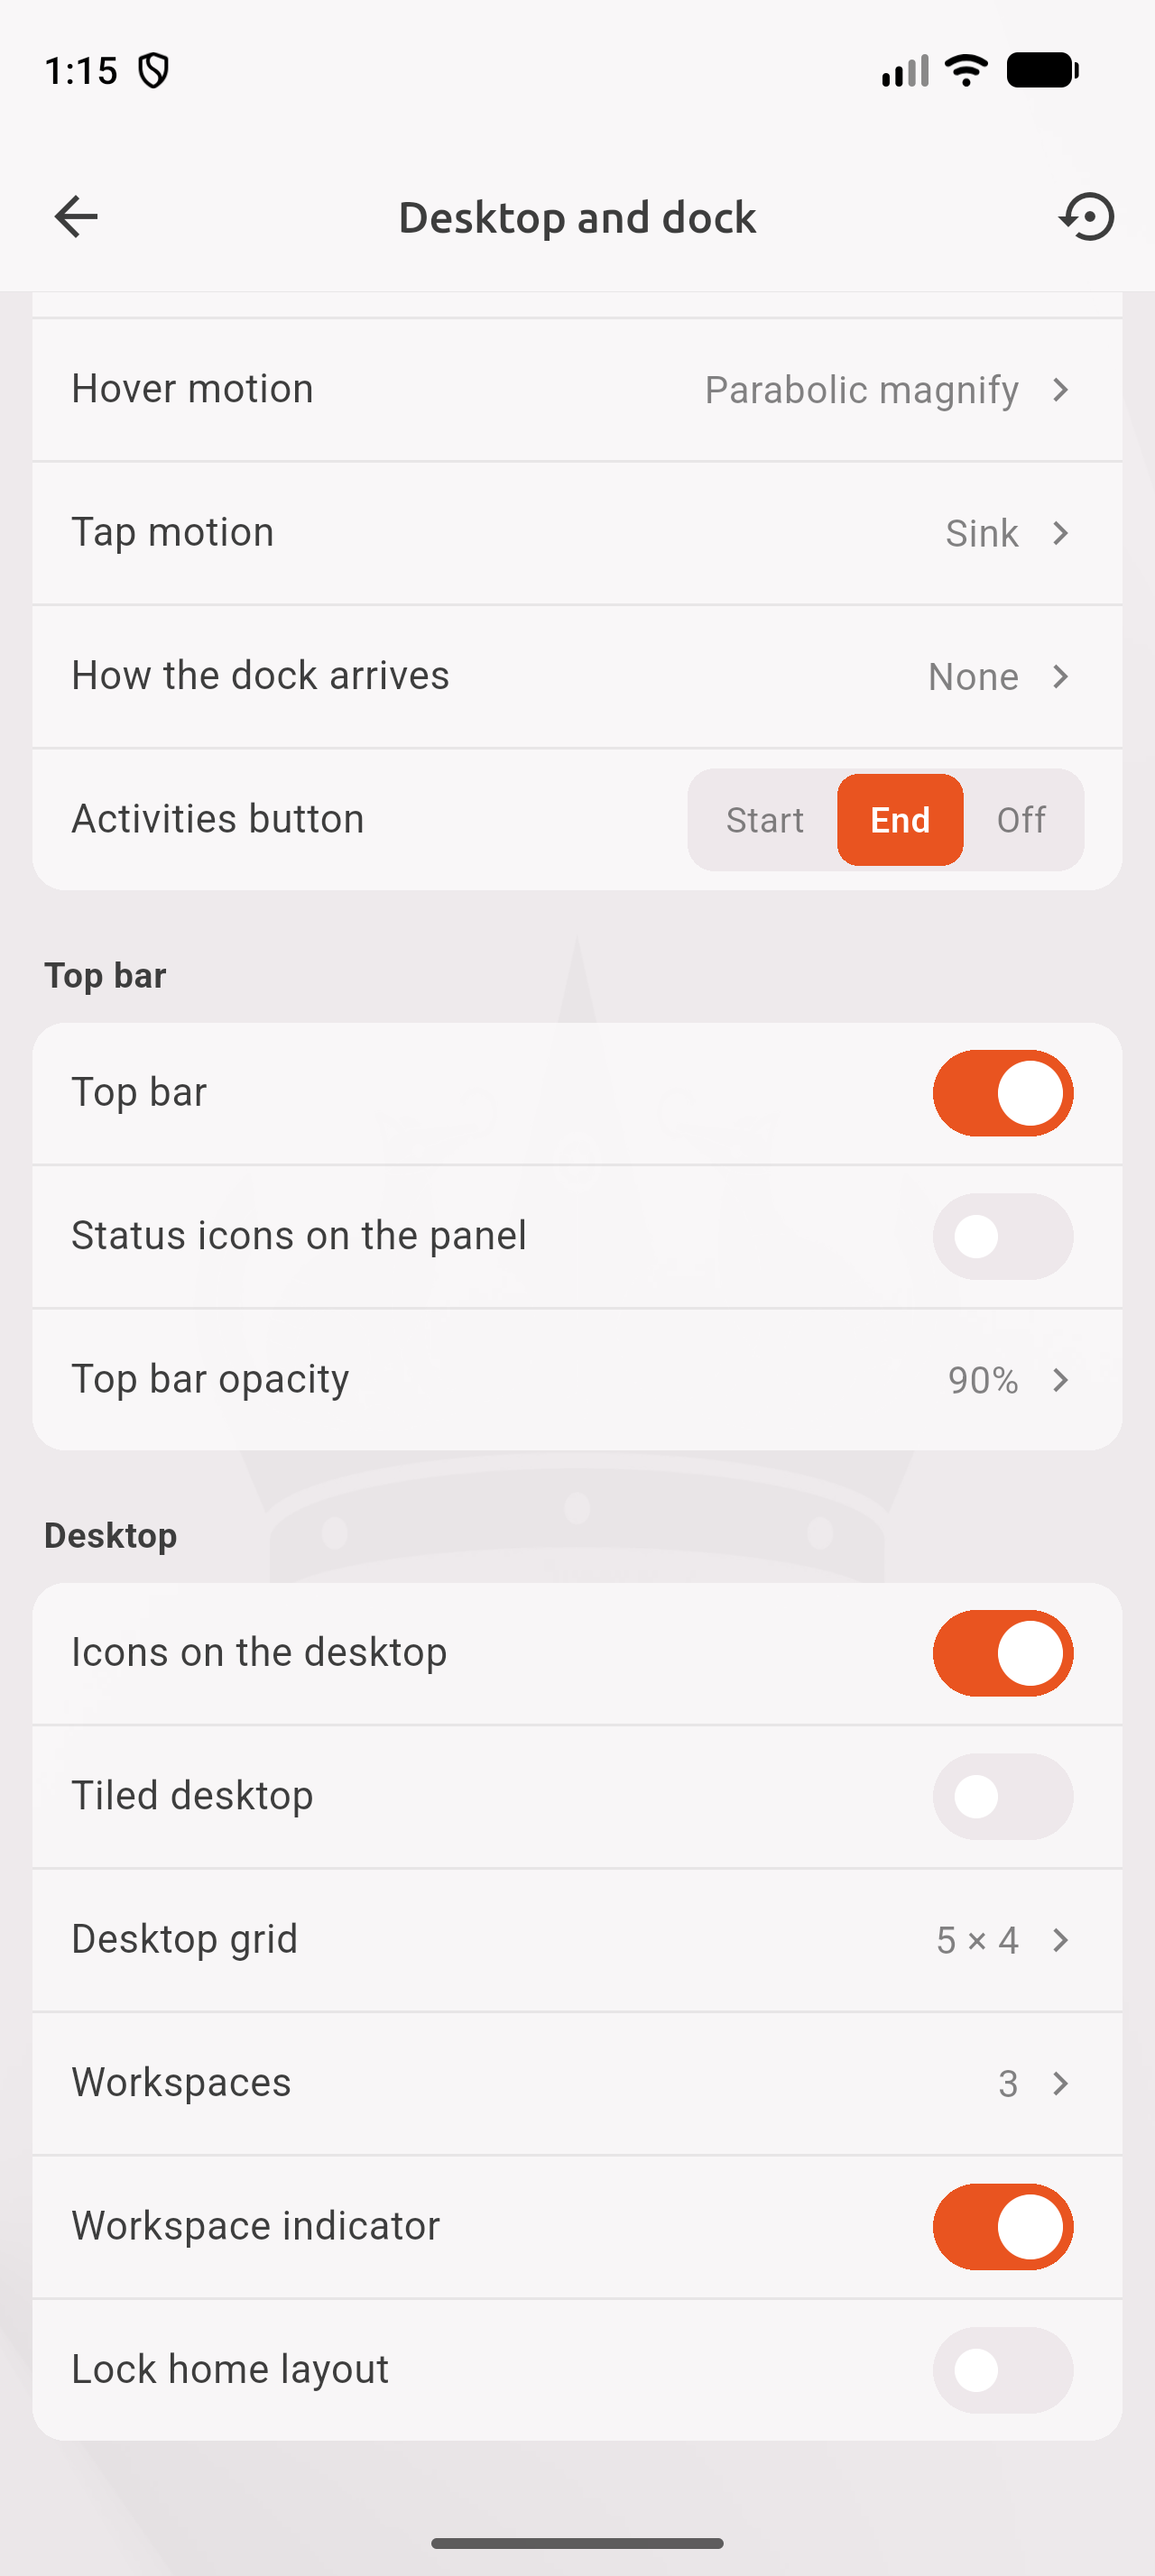 1:15
Desktop and dock
Hover motion Parabolic magnify
Tap motion Sink
How the dock arrives None
Activities button Start End Off
Top bar
Top bar
Status icons on the panel
Top bar opacity 90%
Desktop
Icons on the desktop
Tiled desktop
Desktop grid 5 × 4
Workspaces 3
Workspace indicator
Lock home layout